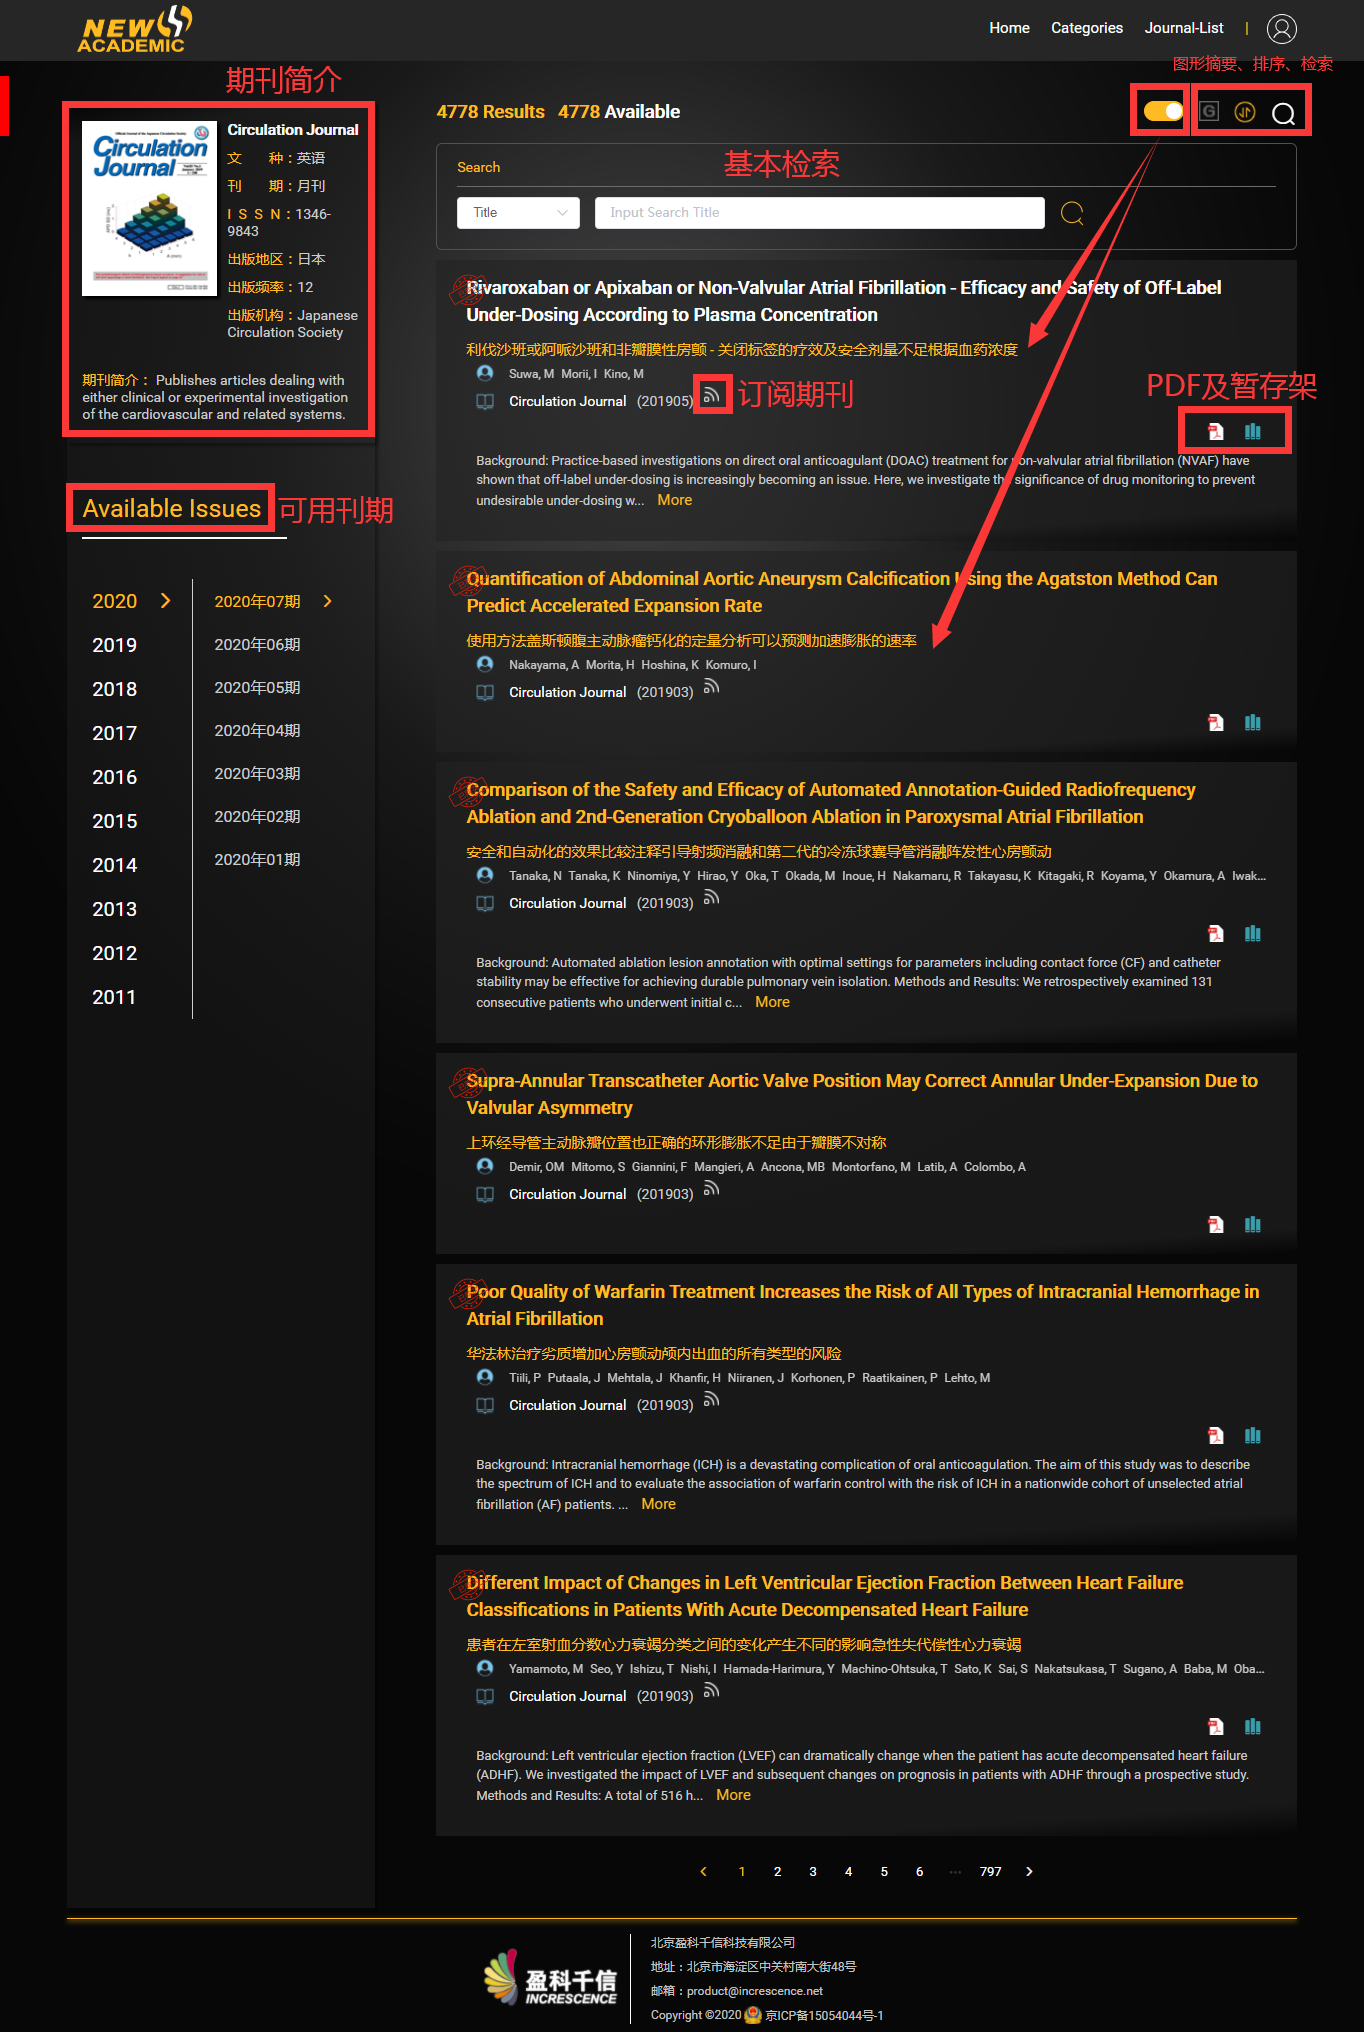 NEW
ACADEMIC
Home Categories Journal-List |
图形摘要、排序、检索
期刊简介
Circulation Journal
Circulation
Journal
文 种：英语
刊 期：月刊
I S S N：1346-
9843
出版地区：日本
出版频率：12
出版机构：Japanese
Circulation Society
期刊简介： Publishes articles dealing with
either clinical or experimental investigation
of the cardiovascular and related systems.
Available Issues 可用刊期
2020
2019
2018
2017
2016
2015
2014
2013
2012
2011
2020年07期
2020年06期
2020年05期
2020年04期
2020年03期
2020年02期
2020年01期
4778 Results 4778 Available
G
Search
基本检索
Title
Input Search Title
Rivaroxaban or Apixaban or Non-Valvular Atrial Fibrillation - Efficacy and Safety of Off-Label
Under-Dosing According to Plasma Concentration
利伐沙班或阿哌沙班和非瓣膜性房颤 - 关闭标签的疗效及安全剂量不足根据血药浓度
Suwa, M Morii, I Kino, M
Circulation Journal (201905) 订阅期刊
PDF及暂存架
Background: Practice-based investigations on direct oral anticoagulant (DOAC) treatment for non-valvular atrial fibrillation (NVAF) have
shown that off-label under-dosing is increasingly becoming an issue. Here, we investigate the significance of drug monitoring to prevent
undesirable under-dosing w... More
Quantification of Abdominal Aortic Aneurysm Calcification Using the Agatston Method Can
Predict Accelerated Expansion Rate
使用方法盖斯顿腹主动脉瘤钙化的定量分析可以预测加速膨胀的速率
Nakayama, A Morita, H Hoshina, K Komuro, I
Circulation Journal (201903)
Comparison of the Safety and Efficacy of Automated Annotation-Guided Radiofrequency
Ablation and 2nd-Generation Cryoballoon Ablation in Paroxysmal Atrial Fibrillation
安全和自动化的效果比较注释引导射频消融和第二代的冷冻球囊导管消融阵发性心房颤动
Tanaka, N Tanaka, K Ninomiya, Y Hirao, Y Oka, T Okada, M Inoue, H Nakamaru, R Takayasu, K Kitagaki, R Koyama, Y Okamura, A Iwak...
Circulation Journal (201903)
Background: Automated ablation lesion annotation with optimal settings for parameters including contact force (CF) and catheter
stability may be effective for achieving durable pulmonary vein isolation. Methods and Results: We retrospectively examined 131
consecutive patients who underwent initial c... More
Supra-Annular Transcatheter Aortic Valve Position May Correct Annular Under-Expansion Due to
Valvular Asymmetry
上环经导管主动脉瓣位置也正确的环形膨胀不足由于瓣膜不对称
Demir, OM Mitomo, S Giannini, F Mangieri, A Ancona, MB Montorfano, M Latib, A Colombo, A
Circulation Journal (201903)
Poor Quality of Warfarin Treatment Increases the Risk of All Types of Intracranial Hemorrhage in
Atrial Fibrillation
华法林治疗劣质增加心房颤动颅内出血的所有类型的风险
Tiili, P Putaala, J Mehtala, J Khanfir, H Niiranen, J Korhonen, P Raatikainen, P Lehto, M
Circulation Journal (201903)
Background: Intracranial hemorrhage (ICH) is a devastating complication of oral anticoagulation. The aim of this study was to describe
the spectrum of ICH and to evaluate the association of warfarin control with the risk of ICH in a nationwide cohort of unselected atrial
fibrillation (AF) patients. ... More
Different Impact of Changes in Left Ventricular Ejection Fraction Between Heart Failure
Classifications in Patients With Acute Decompensated Heart Failure
患者在左室射血分数心力衰竭分类之间的变化产生不同的影响急性失代偿性心力衰竭
Yamamoto, M Seo, Y Ishizu, T Nishi, I Hamada-Harimura, Y Machino-Ohtsuka, T Sato, K Sai, S Nakatsukasa, T Sugano, A Baba, M Oba...
Circulation Journal (201903)
Background: Left ventricular ejection fraction (LVEF) can dramatically change when the patient has acute decompensated heart failure
(ADHF). We investigated the impact of LVEF and subsequent changes on prognosis in patients with ADHF through a prospective study.
Methods and Results: A total of 516 h... More
1 2 3 4 5 6 ··· 797
盈科千信
INCRESCENCE
北京盈科千信科技有限公司
地址：北京市海淀区中关村南大街48号
邮箱：product@increscence.net
Copyright ©2020 京ICP备15054044号-1